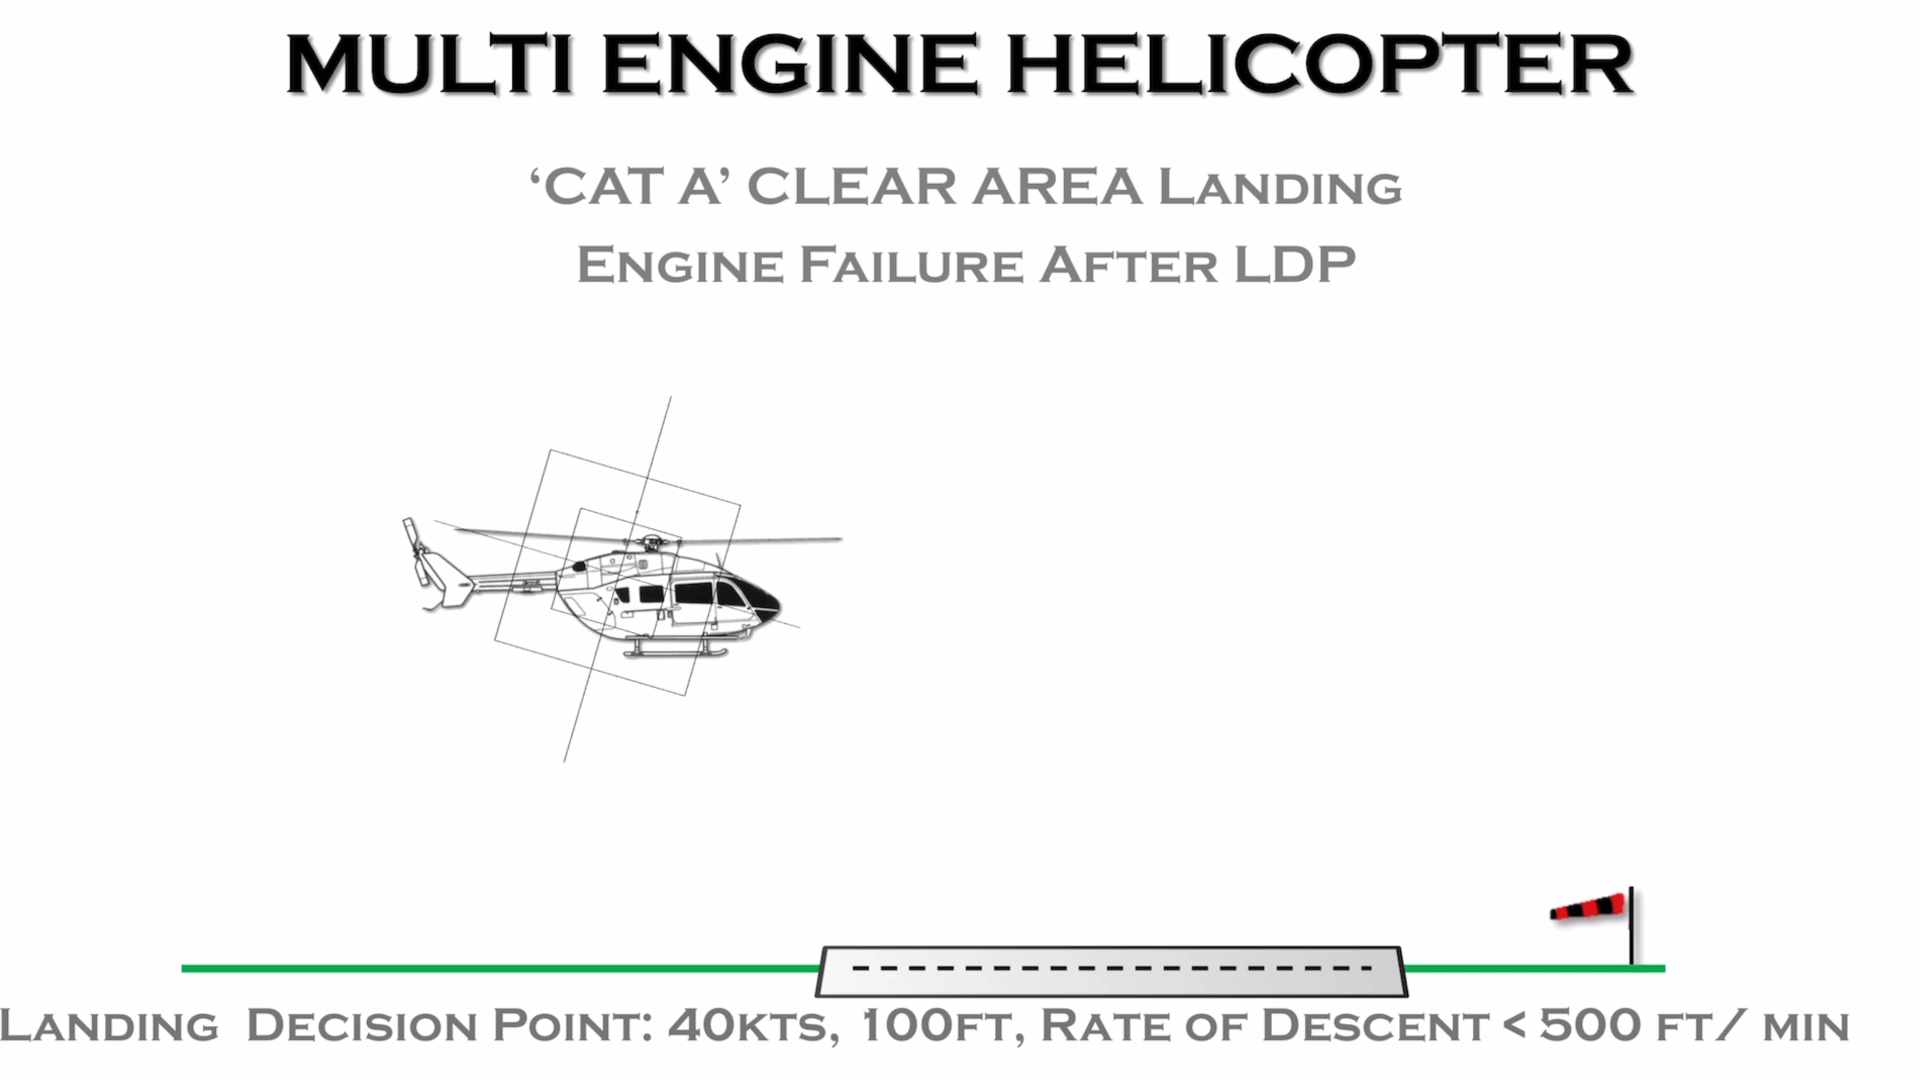 MULTI ENGINE HELICOPTER
‘CAT A’ CLEAR AREA LANDING
ENGINE FAILURE AFTER LDP
LANDING DECISION POINT: 40KTS, 100FT, RATE OF DESCENT < 500 FT/ MIN